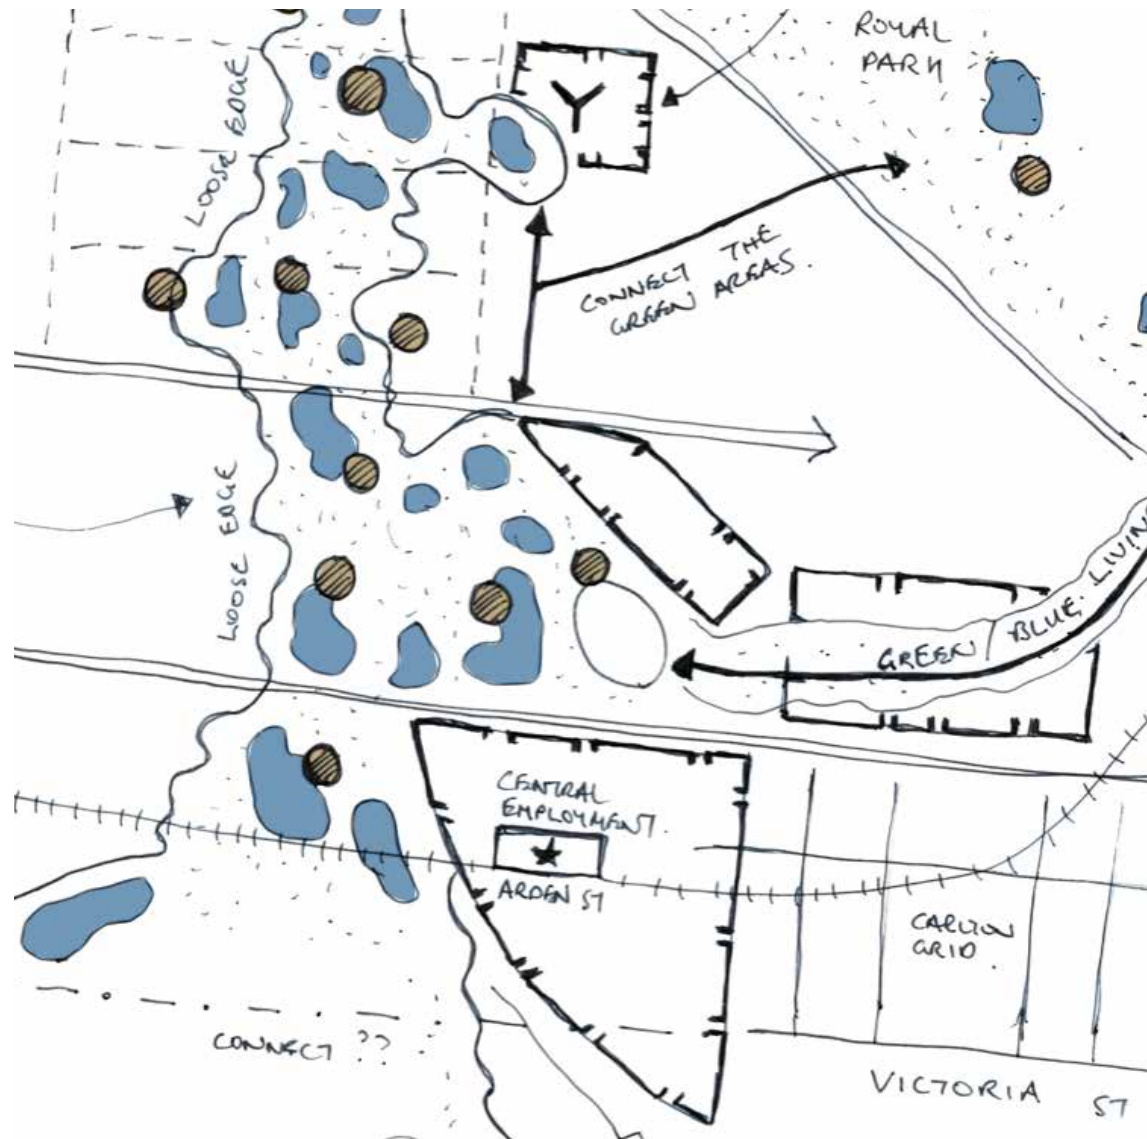 ROYAL
PARK
LOOSE EDGE
CONNECT THE
GREEN AREAS.
LOOSE EDGE
GREEN / BLUE LIVING
CENTRAL
EMPLOYMENT.
ARDEN ST
CARLTON
GRID.
CONNECT ??
VICTORIA ST